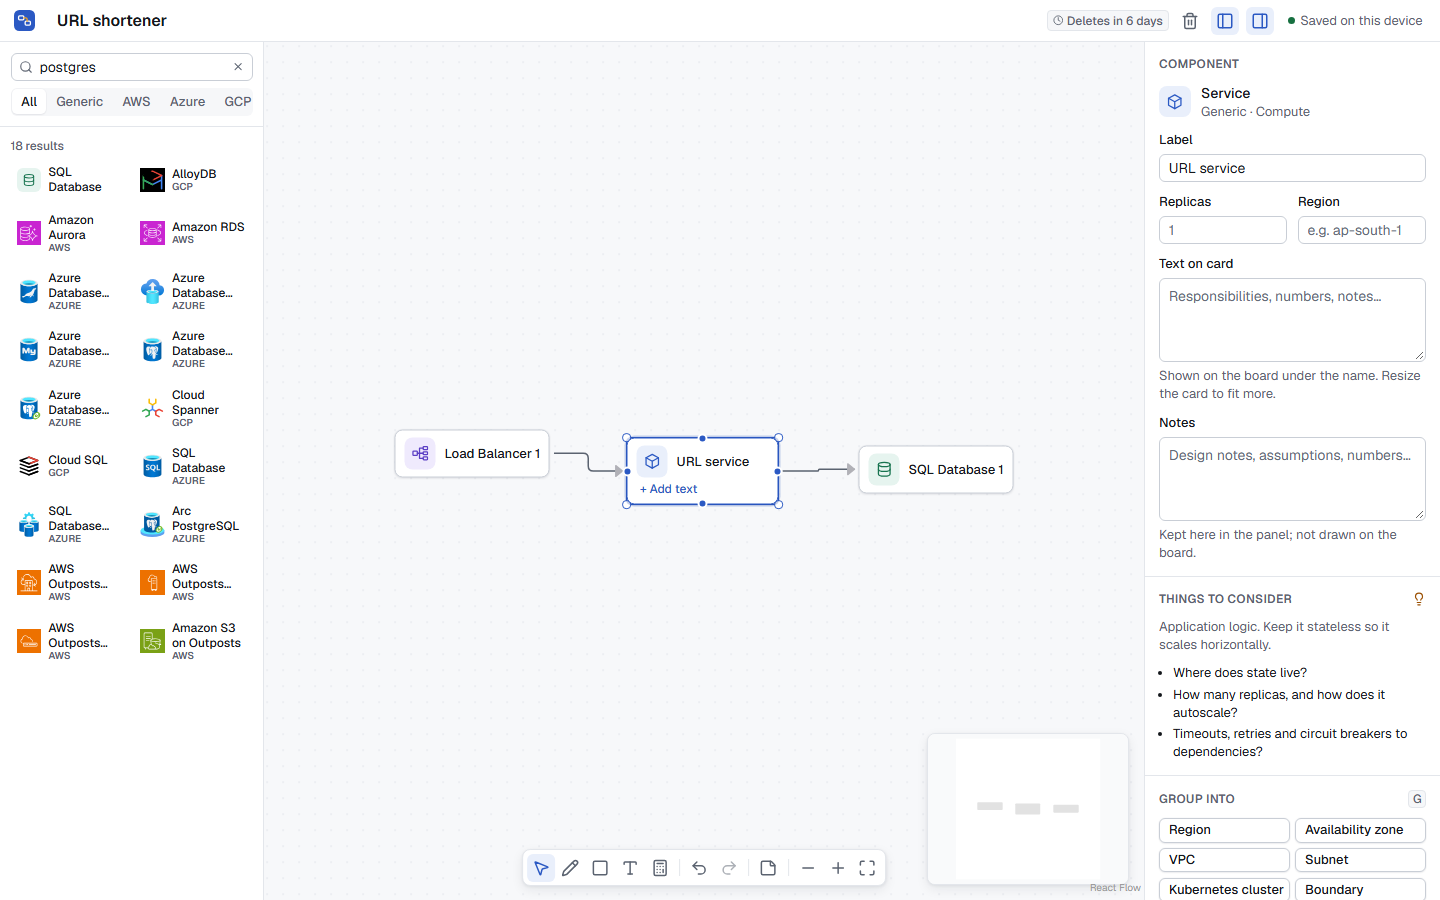 URL shortener
Deletes in 6 days
Saved on this device
postgres
All Generic AWS Azure GCP
18 results
SQL
Database
AlloyDB
GCP
Amazon
Aurora
AWS
Amazon RDS
AWS
Azure
Database...
AZURE
Azure
Database...
AZURE
Azure
Database...
AZURE
Azure
Database...
AZURE
Azure
Database...
AZURE
Cloud
Spanner
GCP
Cloud SQL
GCP
SQL
Database
AZURE
SQL
Database...
AZURE
Arc
PostgreSQL
AZURE
AWS
Outposts...
AWS
AWS
Outposts...
AWS
AWS
Outposts...
AWS
Amazon S3
on Outposts
AWS
Load Balancer 1
URL service
+ Add text
SQL Database 1
React Flow
COMPONENT
Service
Generic · Compute
Label
URL service
Replicas
Region
1
e.g. ap-south-1
Text on card
Responsibilities, numbers, notes...
Shown on the board under the name. Resize
the card to fit more.
Notes
Design notes, assumptions, numbers...
Kept here in the panel; not drawn on the
board.
THINGS TO CONSIDER
Application logic. Keep it stateless so it
scales horizontally.
• Where does state live?
• How many replicas, and how does it
autoscale?
• Timeouts, retries and circuit breakers to
dependencies?
GROUP INTO
G
Region
Availability zone
VPC
Subnet
Kubernetes cluster
Boundary